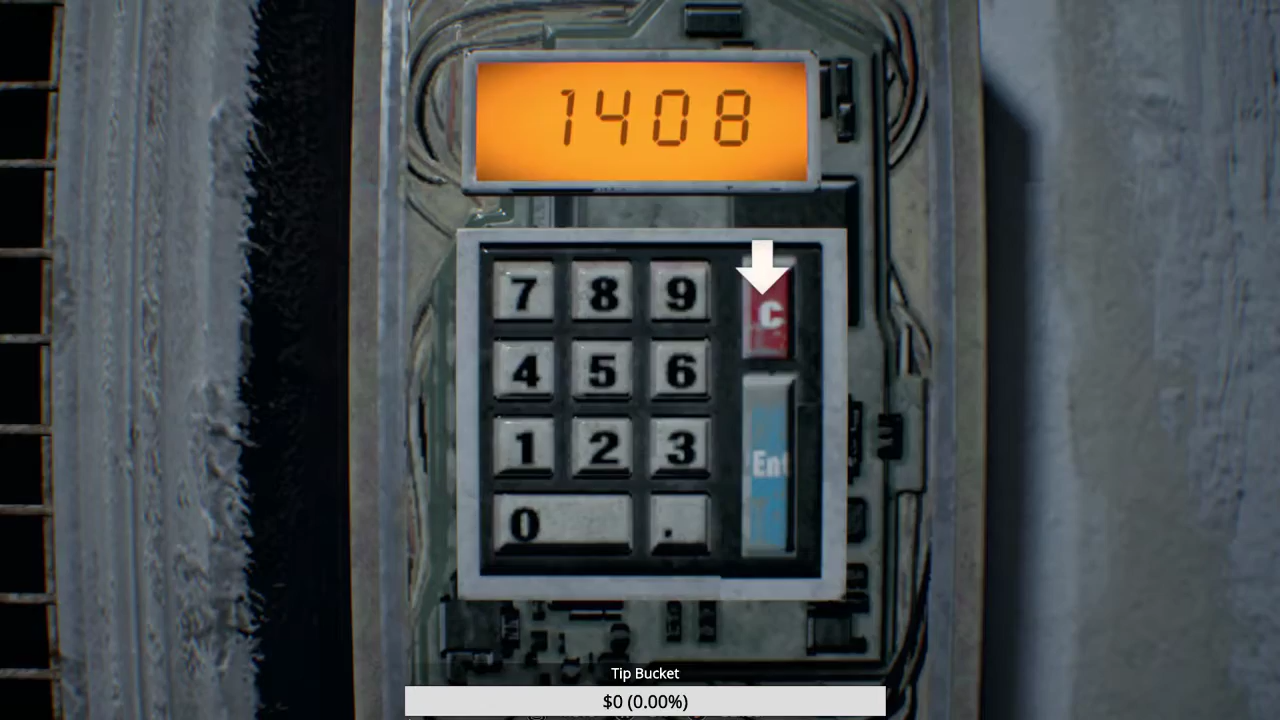 1408
7 8 9 C
4 5 6
1 2 3 Ent
0 .
Tip Bucket
$0 (0.00%)